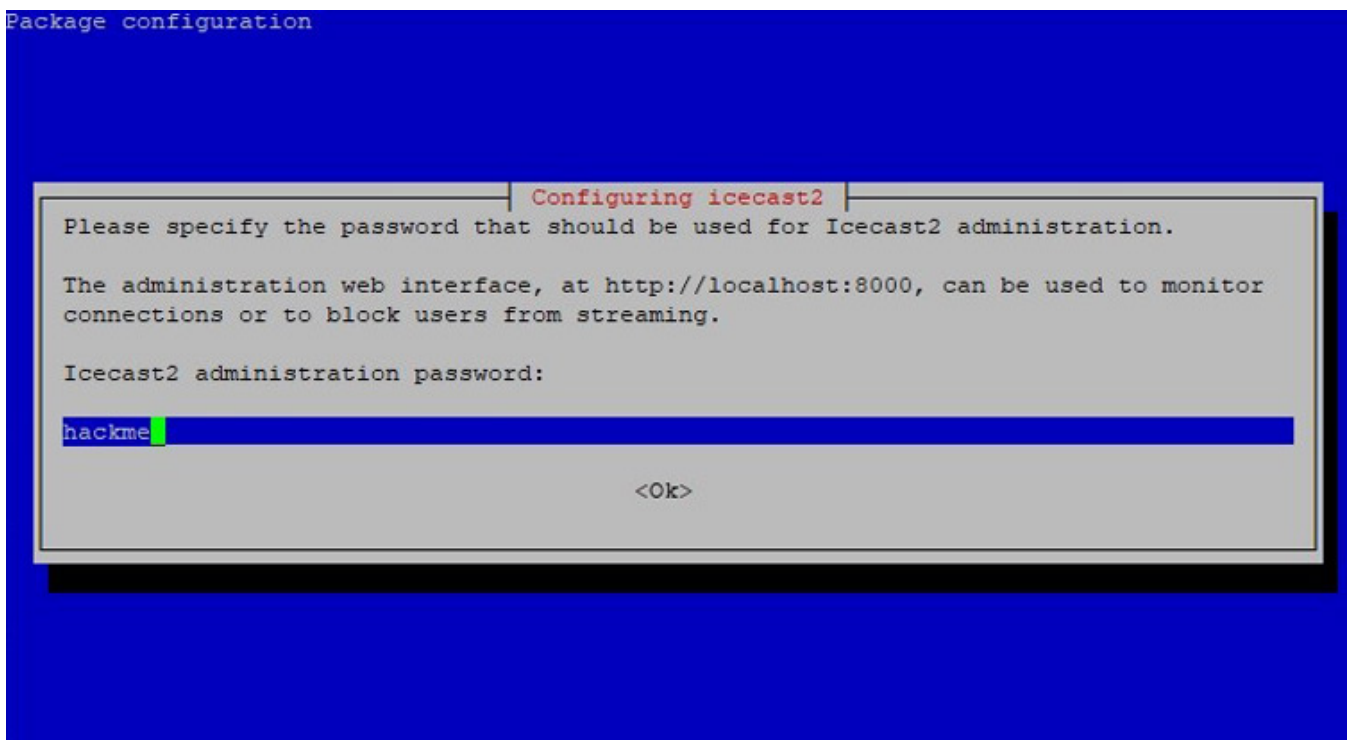 Package configuration
Configuring icecast2
Please specify the password that should be used for Icecast2 administration.
The administration web interface, at http://localhost:8000, can be used to monitor
connections or to block users from streaming.
Icecast2 administration password:
hackme
<Ok>